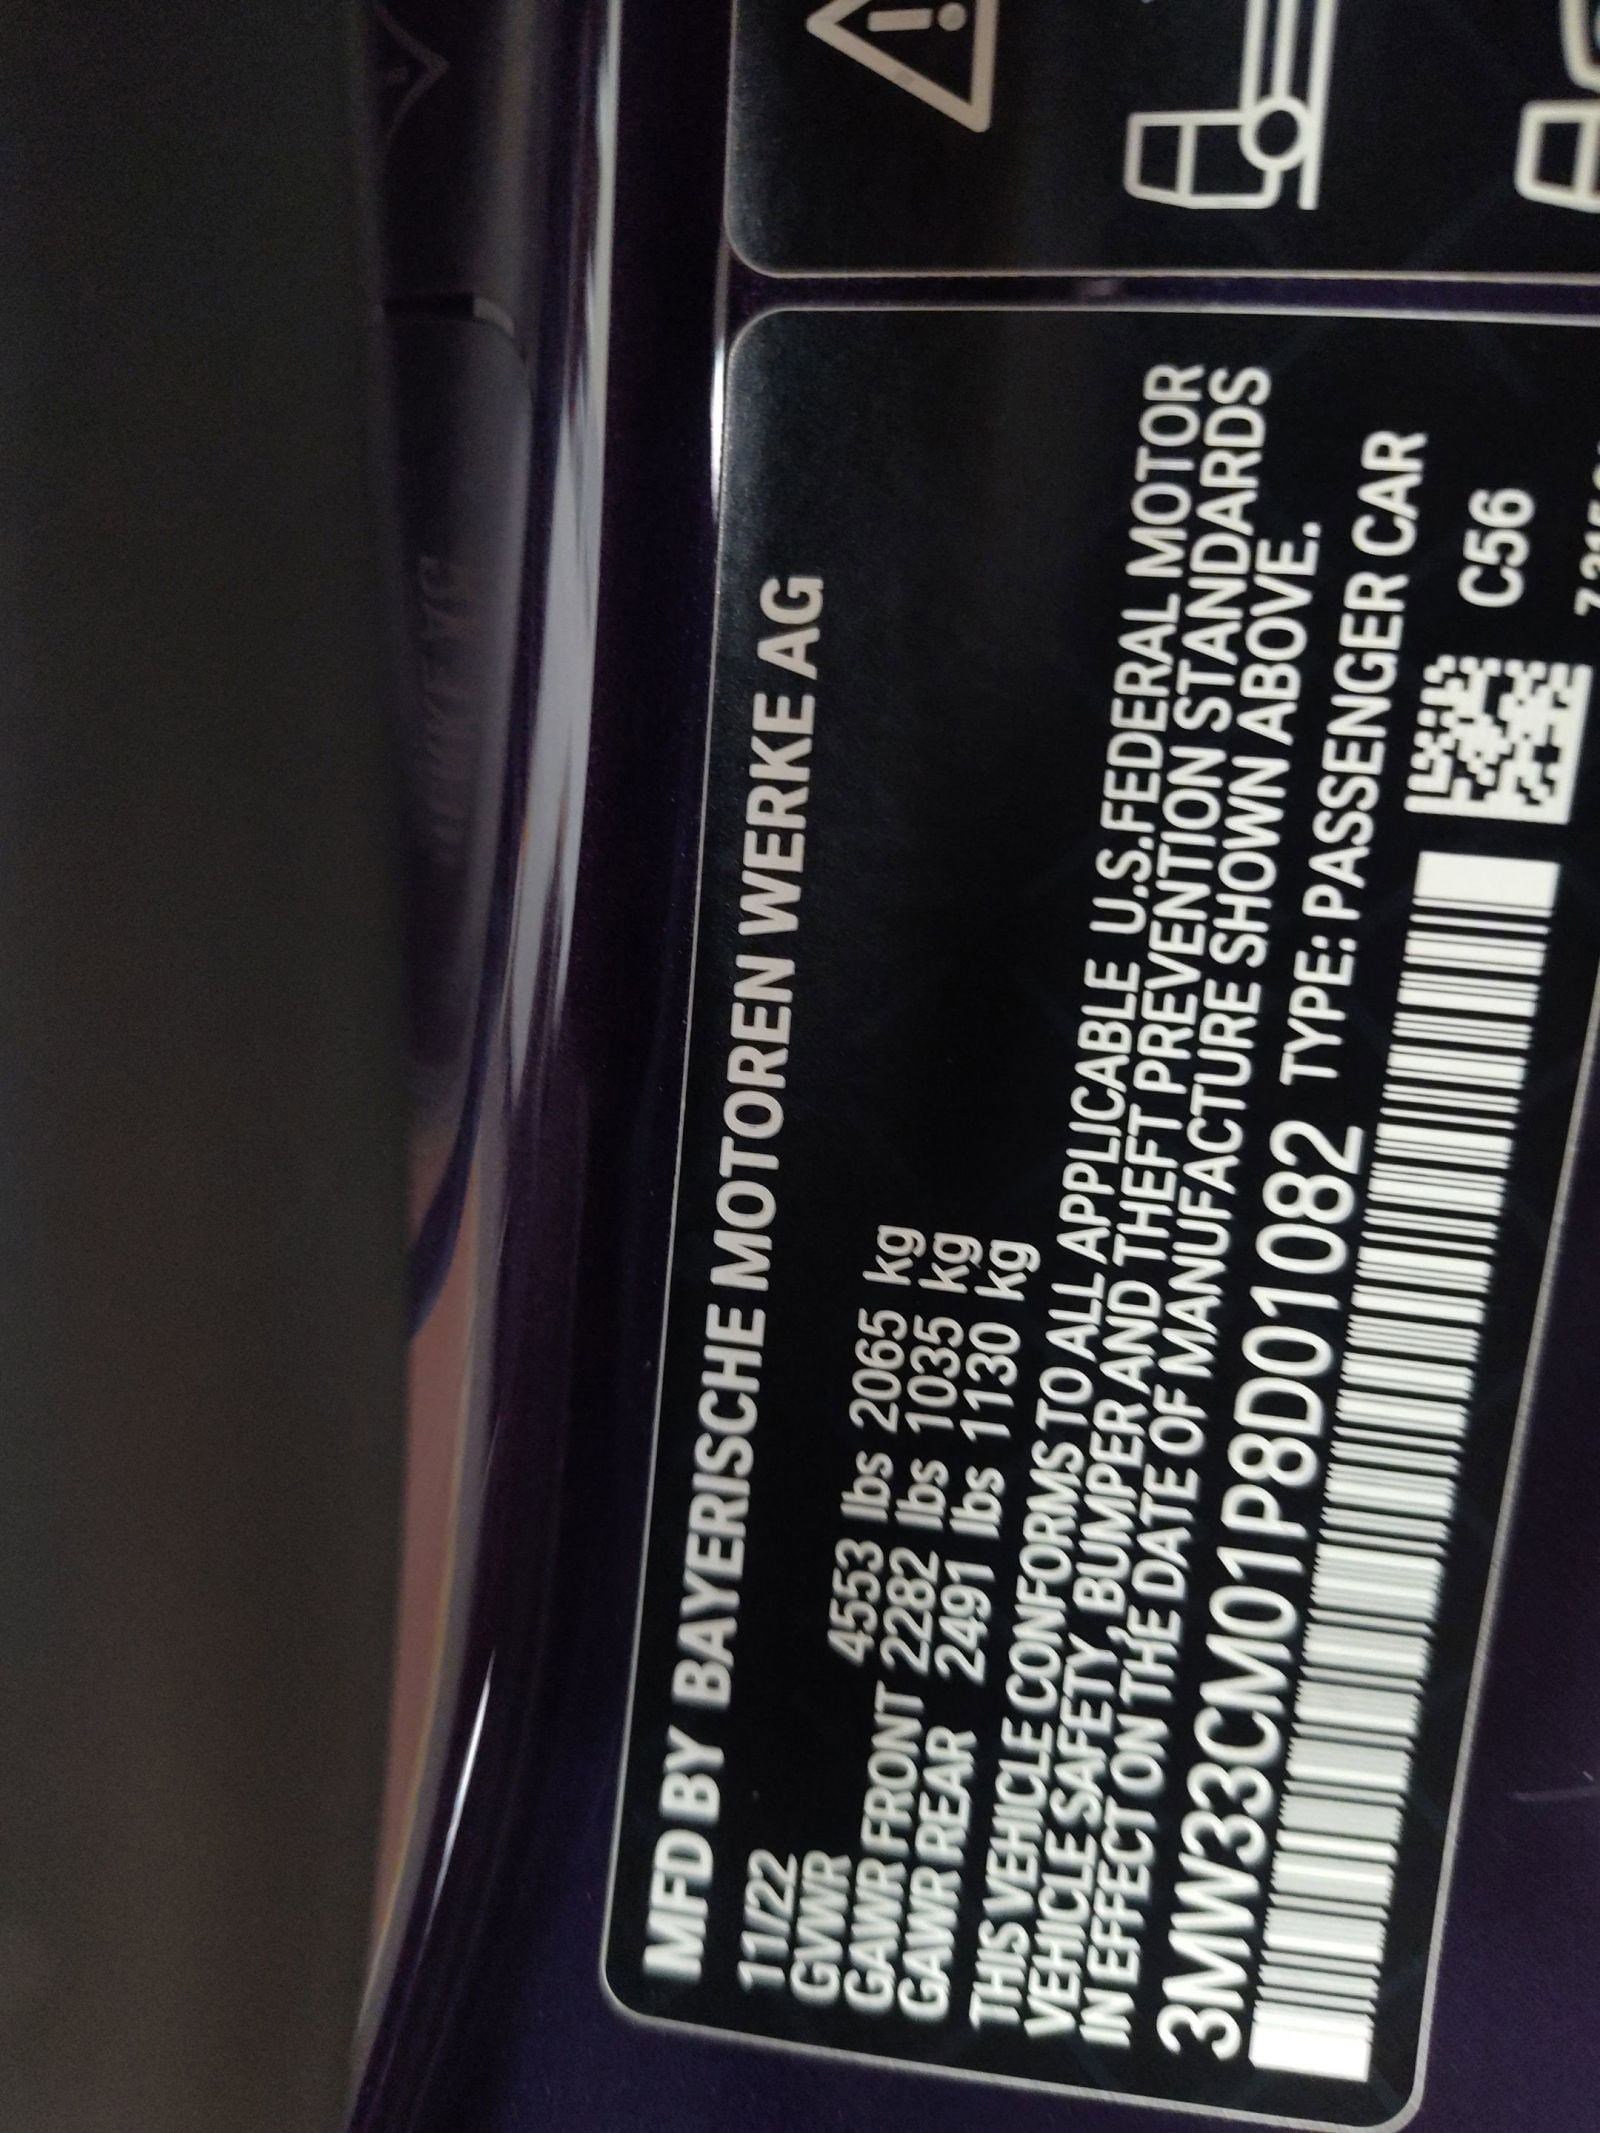 MFD BY BAYERISCHE MOTOREN WERKE AG
11/22
GVWR 4553 lbs 2065 kg
GAWR FRONT 2282 lbs 1035 kg
GAWR REAR 2491 lbs 1130 kg
THIS VEHICLE CONFORMS TO ALL APPLICABLE U.S.FEDERAL MOTOR
VEHICLE SAFETY, BUMPER AND THEFT PREVENTION STANDARDS
IN EFFECT ON THE DATE OF MANUFACTURE SHOWN ABOVE.
3MW33CM01P8D01082 TYPE: PASSENGER CAR
C56